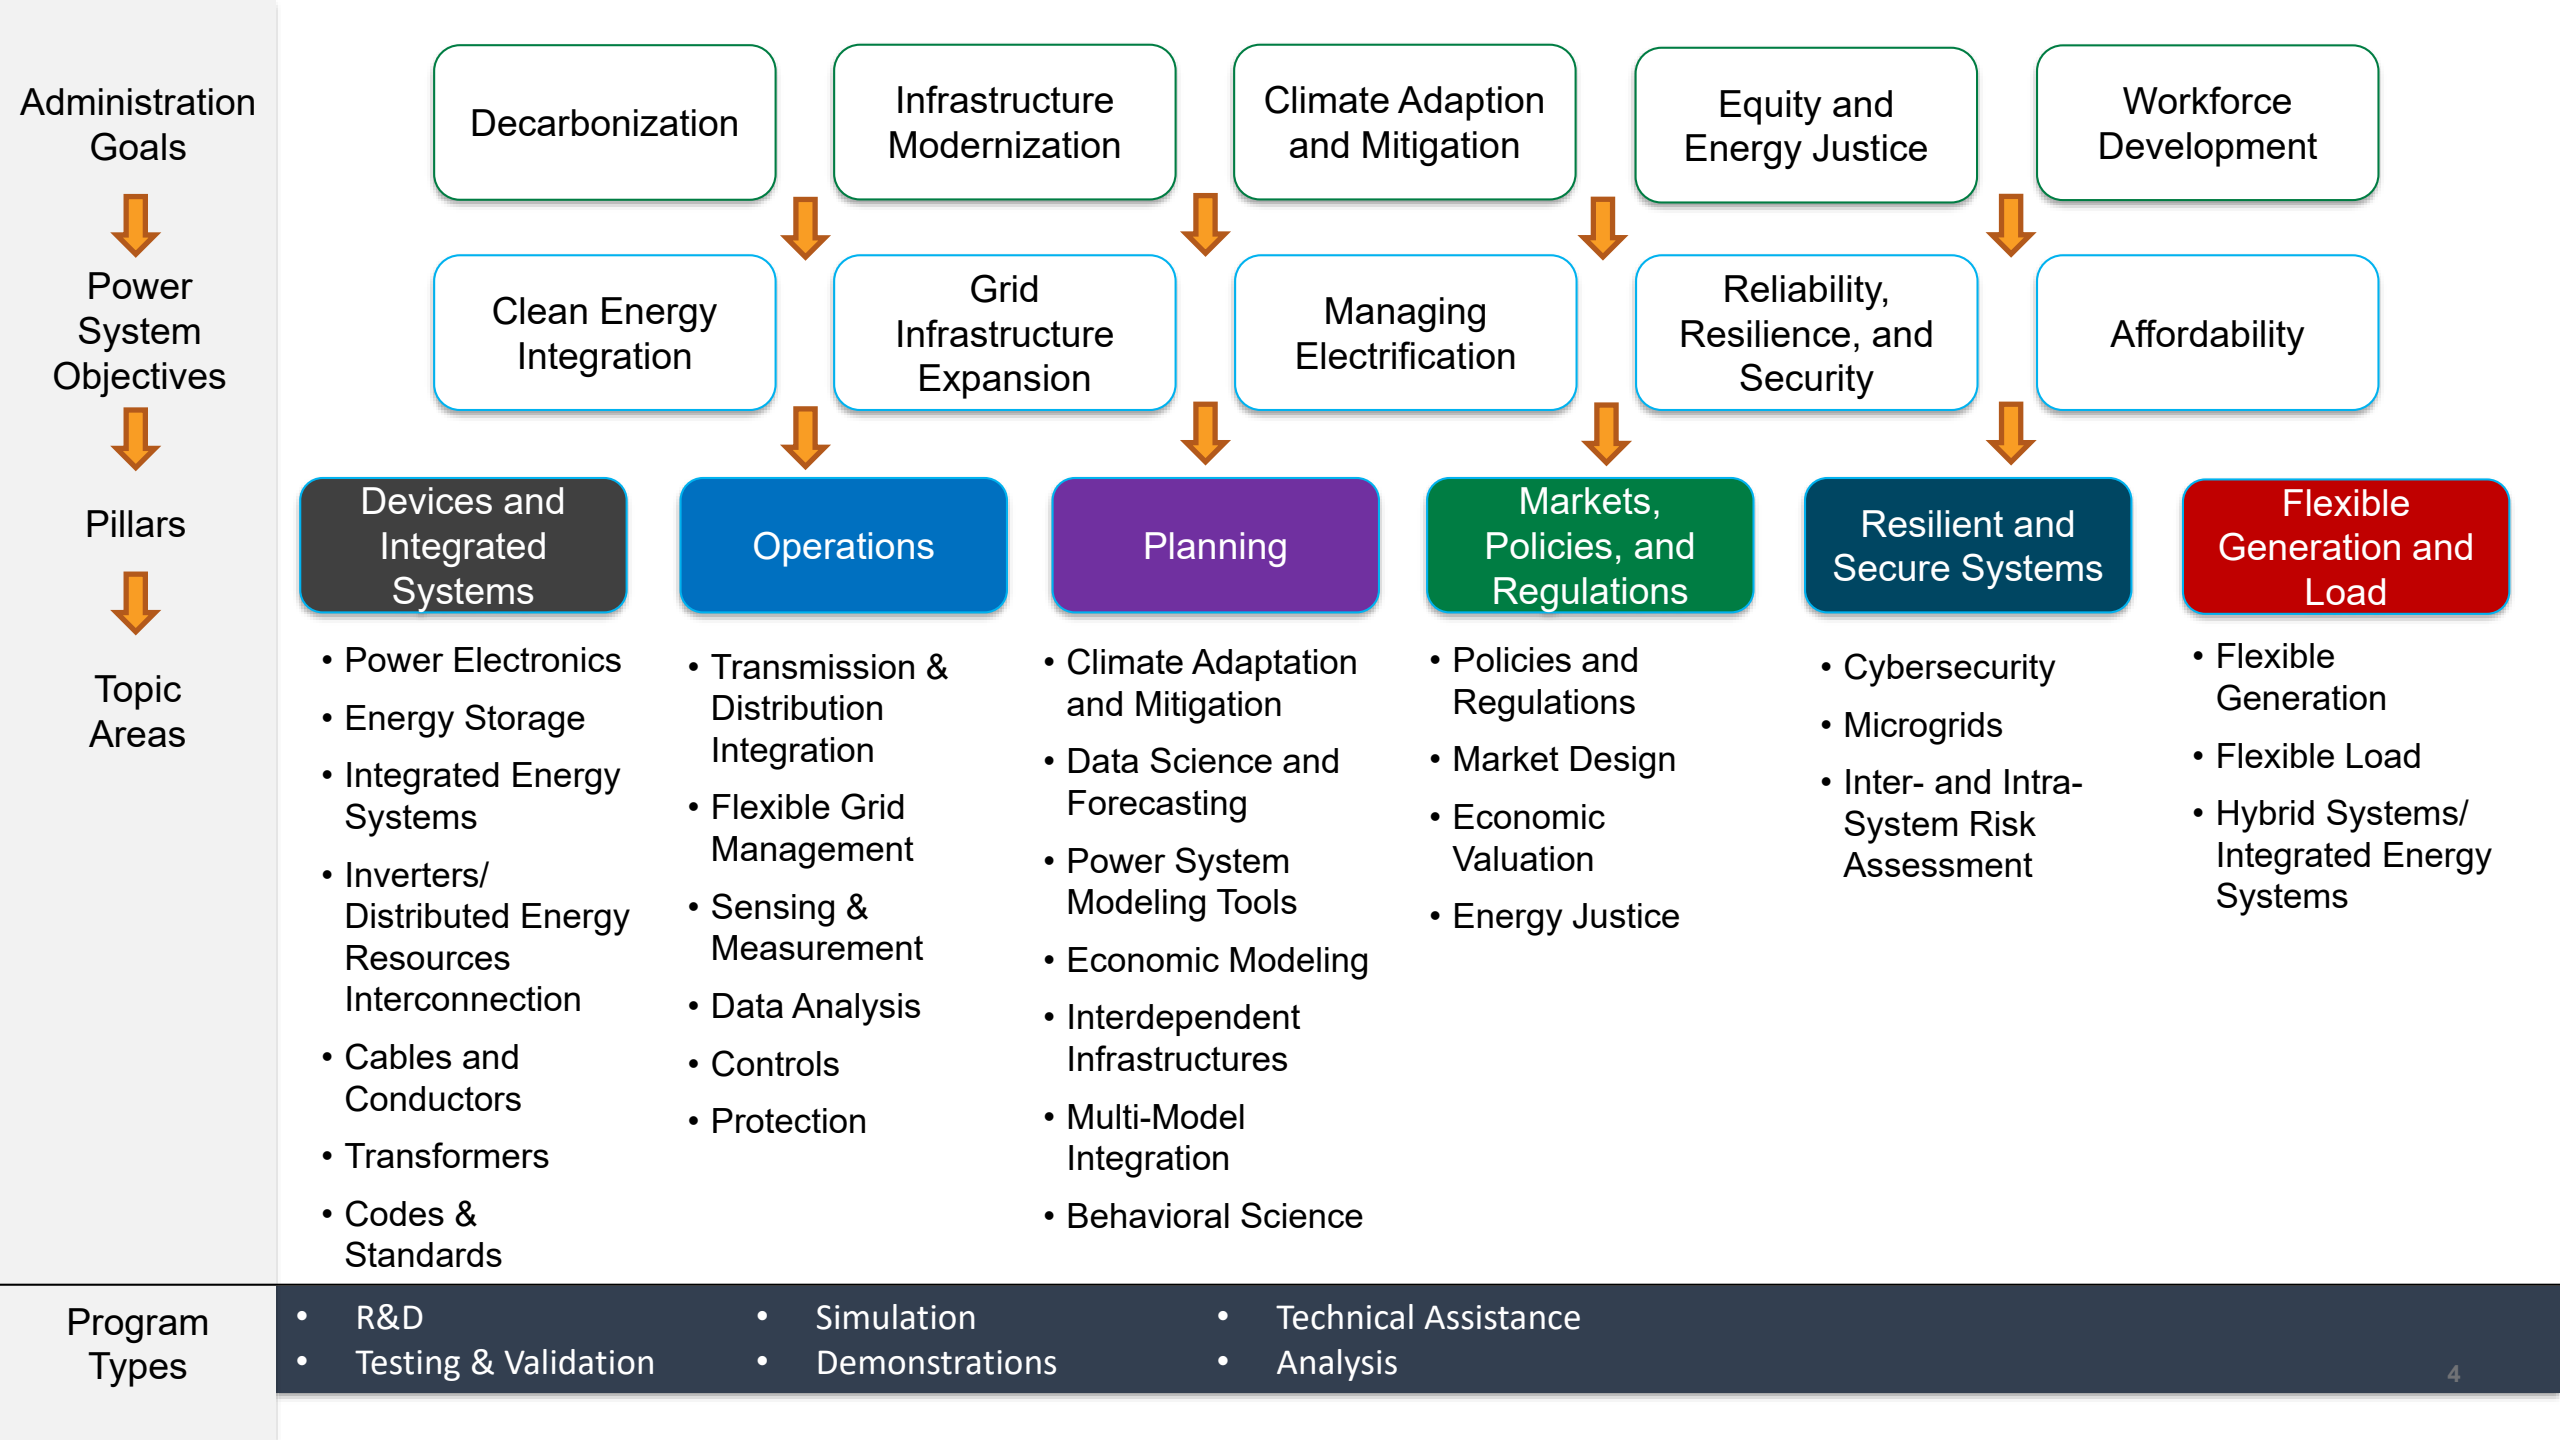 Administration
Goals
Decarbonization
Infrastructure
Modernization
Climate Adaption
and Mitigation
Equity and
Energy Justice
Workforce
Development
Power
System
Objectives
Clean Energy
Integration
Grid
Infrastructure
Expansion
Managing
Electrification
Reliability,
Resilience, and
Security
Affordability
Pillars
Devices and
Integrated
Systems
Operations
Planning
Markets,
Policies, and
Regulations
Resilient and
Secure Systems
Flexible
Generation and
Load
Topic
Areas
• Power Electronics
• Energy Storage
• Integrated Energy
Systems
• Inverters/
Distributed Energy
Resources
Interconnection
• Cables and
Conductors
• Transformers
• Codes &
Standards
• Transmission &
Distribution
Integration
• Flexible Grid
Management
• Sensing &
Measurement
• Data Analysis
• Controls
• Protection
• Climate Adaptation
and Mitigation
• Data Science and
Forecasting
• Power System
Modeling Tools
• Economic Modeling
• Interdependent
Infrastructures
• Multi-Model
Integration
• Behavioral Science
• Policies and
Regulations
• Market Design
• Economic
Valuation
• Energy Justice
• Cybersecurity
• Microgrids
• Inter- and Intra-
System Risk
Assessment
• Flexible
Generation
• Flexible Load
• Hybrid Systems/
Integrated Energy
Systems
Program
Types
• R&D
• Testing & Validation
• Simulation
• Demonstrations
• Technical Assistance
• Analysis
4